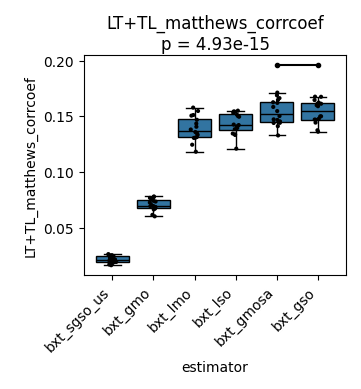 LT+TL_matthews_corrcoef
p = 4.93e-15
LT+TL_matthews_corrcoef
0.20
0.15
0.10
0.05
bxt_sgso_us
bxt_gmo
bxt_lmo
bxt_lso
bxt_gmosa
bxt_gso
estimator